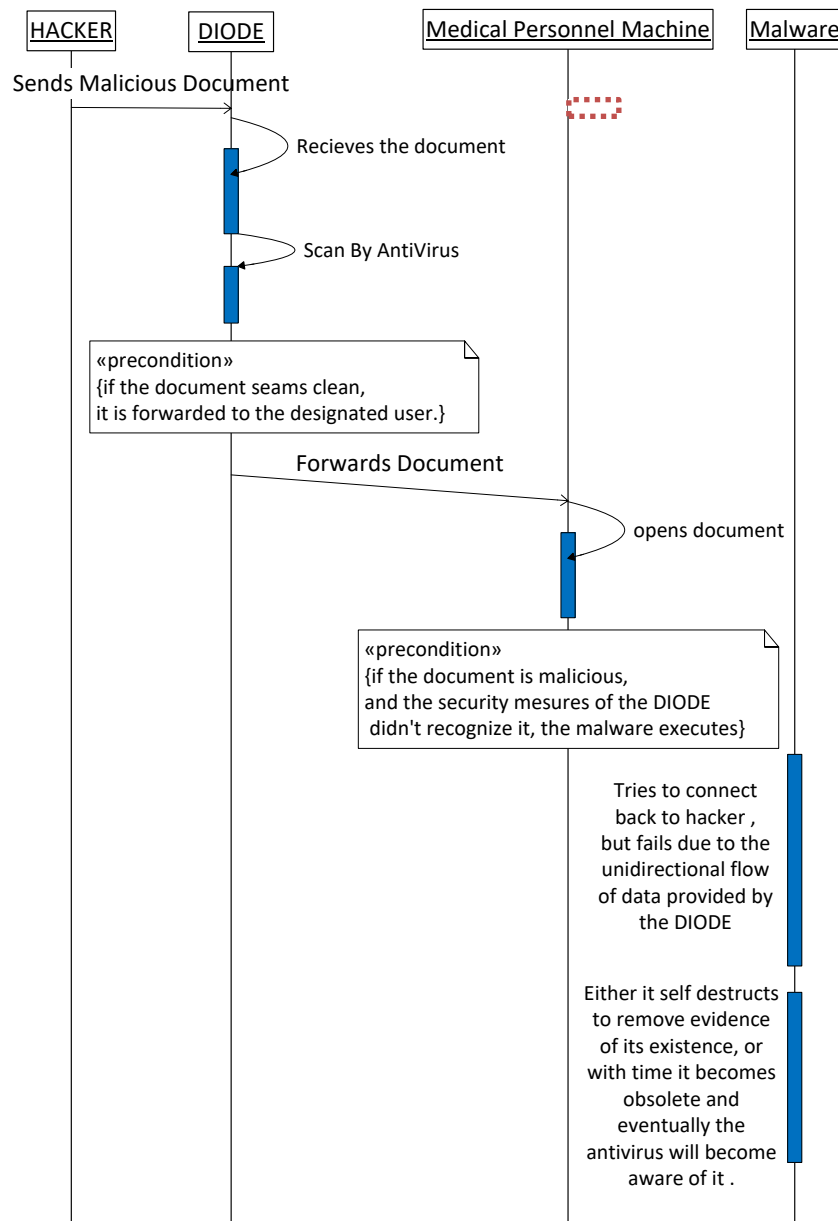 HACKER
DIODE
Medical Personnel Machine
Malware
Sends Malicious Document
Recieves the document
Scan By AntiVirus
«precondition»
{if the document seams clean,
it is forwarded to the designated user.}
Forwards Document
opens document
«precondition»
{if the document is malicious,
and the security mesures of the DIODE
didn't recognize it, the malware executes}
Tries to connect
back to hacker ,
but fails due to the
unidirectional flow
of data provided by
the DIODE
Either it self destructs
to remove evidence
of its existence, or
with time it becomes
obsolete and
eventually the
antivirus will become
aware of it .